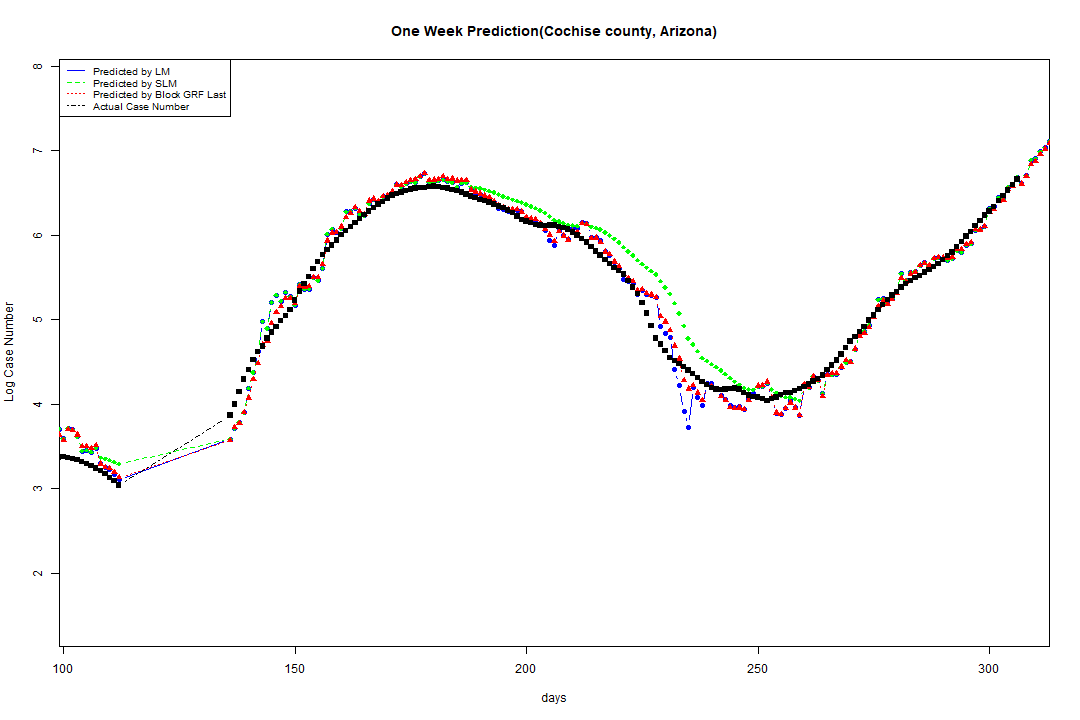 One Week Prediction(Cochise county, Arizona)
Predicted by LM
Predicted by SLM
Predicted by Block GRF Last
Actual Case Number
8
7
6
5
4
3
2
Log Case Number
100
150
200
250
300
days